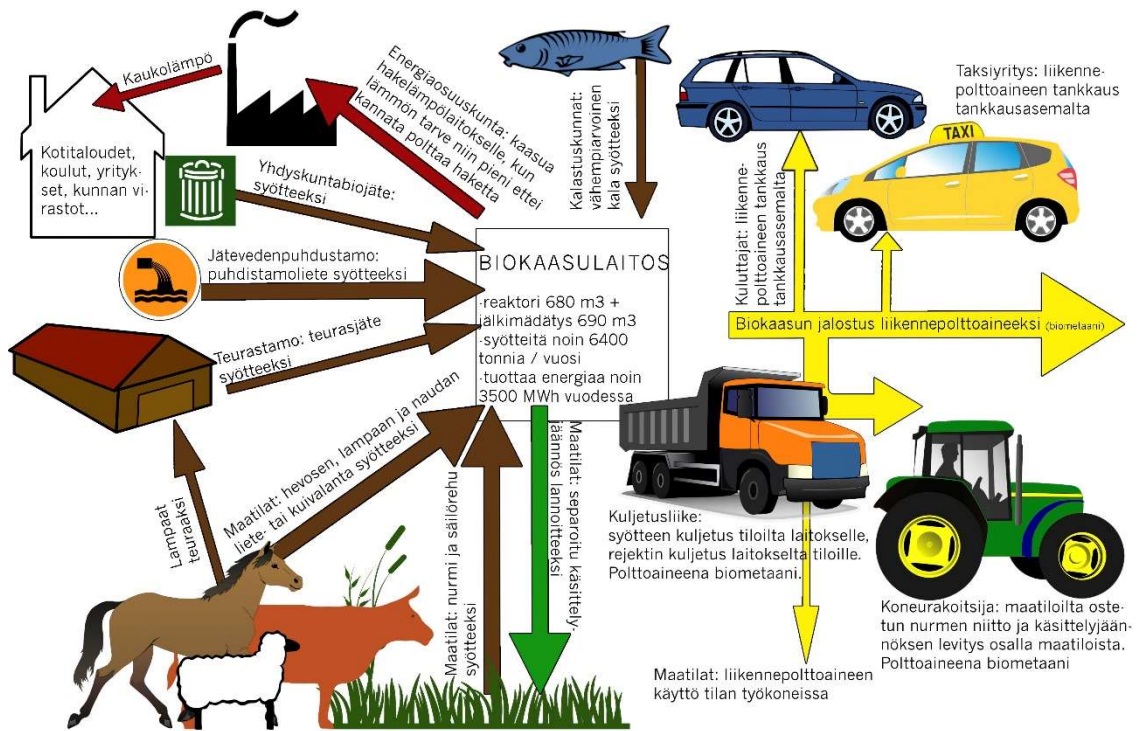 Kaukolämpö
Kotitaloudet,
koulut, yrityk-
set, kunnan vi-
rastot...
Energiaosuuskunta: kaasua
hakelämpölaitokselle, kun
lämmön tarve niin pieni ettei
kannata polttaa haketta
Yhdyskuntabiojäte:
syötteeksi
Jätevedenpuhdustamo:
puhdistamoliete syötteeksi
Teurastamo: teurasjäte
syötteeksi
Lampaat
teuraaksi
Maatilat: hevosen, lampaan ja naudan
liete- tai kuivalanta syötteeksi
Maatilat: nurmi ja säilörehu
syötteeksi
Maatilat: separoitu käsittely-
jäännös lannoitteeksi
BIOKAASULAITOS
-reaktori 680 m3 +
jälkimädätys 690 m3
-syötteitä noin 6400
tonnia / vuosi
-tuottaa energiaa noin
3500 MWh vuodessa
Kalastuskunnat:
vähempiarvoinen
kala syötteeksi
Kuluttajat: liikenne-
polttoaineen tankkaus
tankkausasemalta
Taksiyritys: liikenne-
polttoaineen tankkaus
tankkausasemalta
TAXI
Biokaasun jalostus liikennepolttoaineeksi (biometaani)
Kuljetusliike:
syötteen kuljetus tiloilta laitokselle,
rejektin kuljetus laitokselta tiloille.
Polttoaineena biometaani.
Koneurakoitsija: maatiloilta oste-
tun nurmen niitto ja käsittelyjään-
nöksen levitys osalla maatiloista.
Polttoaineena biometaani
Maatilat: liikennepolttoaineen
käyttö tilan työkoneissa